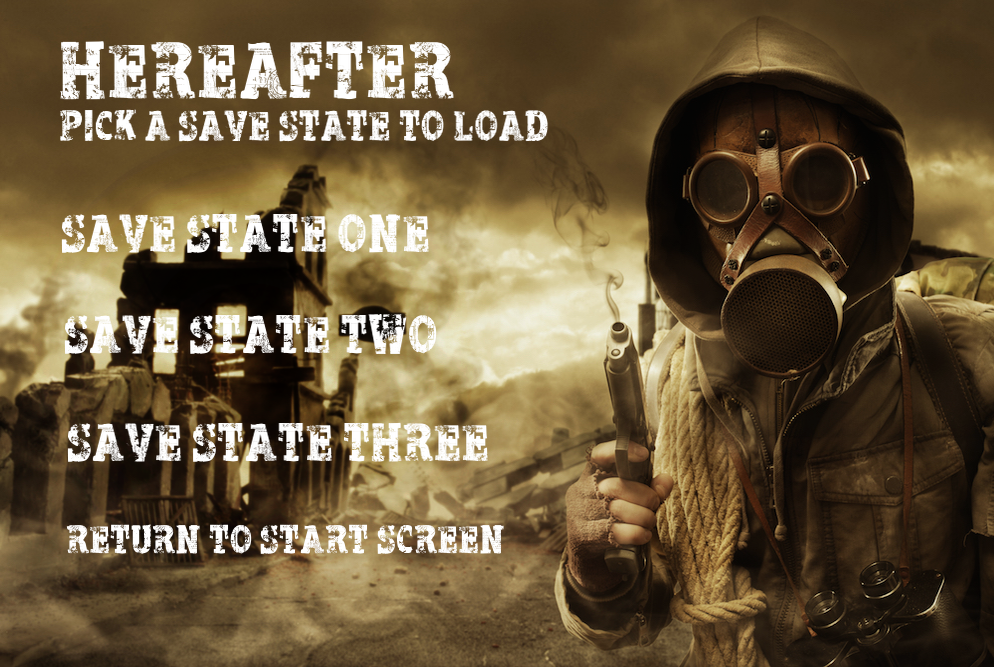 HEREAFTER
PICK A SAVE STATE TO LOAD
SAVE STATE ONE
SAVE STATE TWO
SAVE STATE THREE
RETURN TO START SCREEN